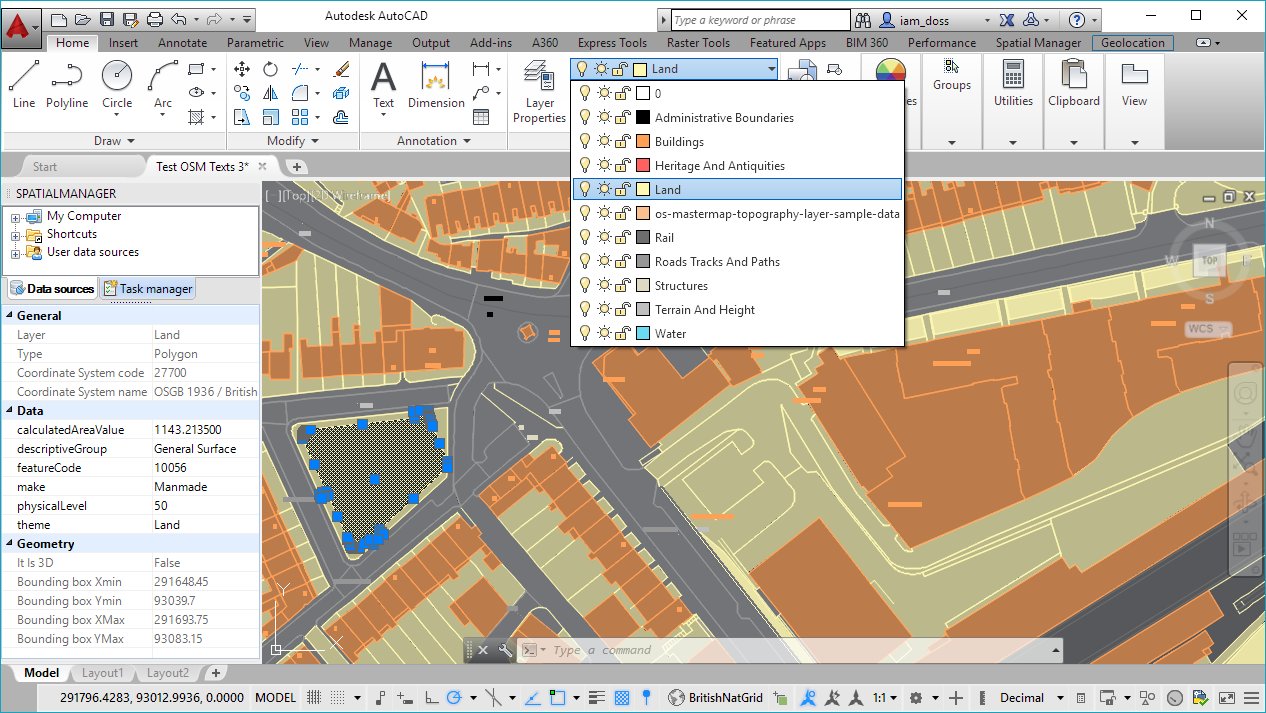 Autodesk AutoCAD
Type a keyword or phrase
iam_doss
Home Insert Annotate Parametric View Manage Output Add-ins A360 Express Tools Raster Tools Featured Apps BIM 360 Performance Spatial Manager Geolocation
Line Polyline Circle Arc
Text Dimension
Layer
Properties
Groups
Utilities
Clipboard
View
Draw
Modify
Annotation
Land
0
Administrative Boundaries
Buildings
Heritage And Antiquities
Land
os-mastermap-topography-layer-sample-data
Rail
Roads Tracks And Paths
Structures
Terrain And Height
Water
Start
Test OSM Texts 3*
SPATIALMANAGER
My Computer
Shortcuts
User data sources
Data sources Task manager
General
Layer Land
Type Polygon
Coordinate System code 27700
Coordinate System name OSGB 1936 / British
Data
calculatedAreaValue 1143.213500
descriptiveGroup General Surface
featureCode 10056
make Manmade
physicalLevel 50
theme Land
Geometry
It Is 3D False
Bounding box Xmin 291648.45
Bounding box Ymin 93039.7
Bounding box XMax 291693.75
Bounding box YMax 93083.15
[Top]
N
W TOP E
S
WCS
Y
X
Type a command
Model Layout1 Layout2
291796.4283, 93012.9936, 0.0000 MODEL
BritishNatGrid
1:1
Decimal